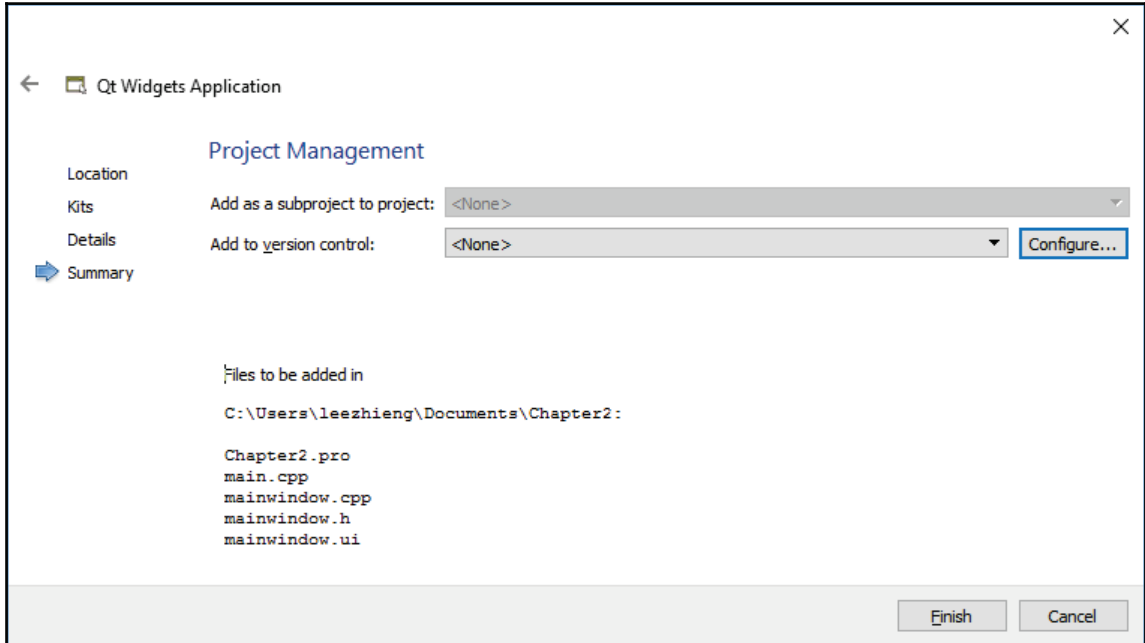 Qt Widgets Application
Project Management
Location
Kits
Details
Summary
Add as a subproject to project: <None>
Add to version control: <None> Configure...
Files to be added in
C:\Users\leezhieng\Documents\Chapter2:
Chapter2.pro
main.cpp
mainwindow.cpp
mainwindow.h
mainwindow.ui
Finish Cancel